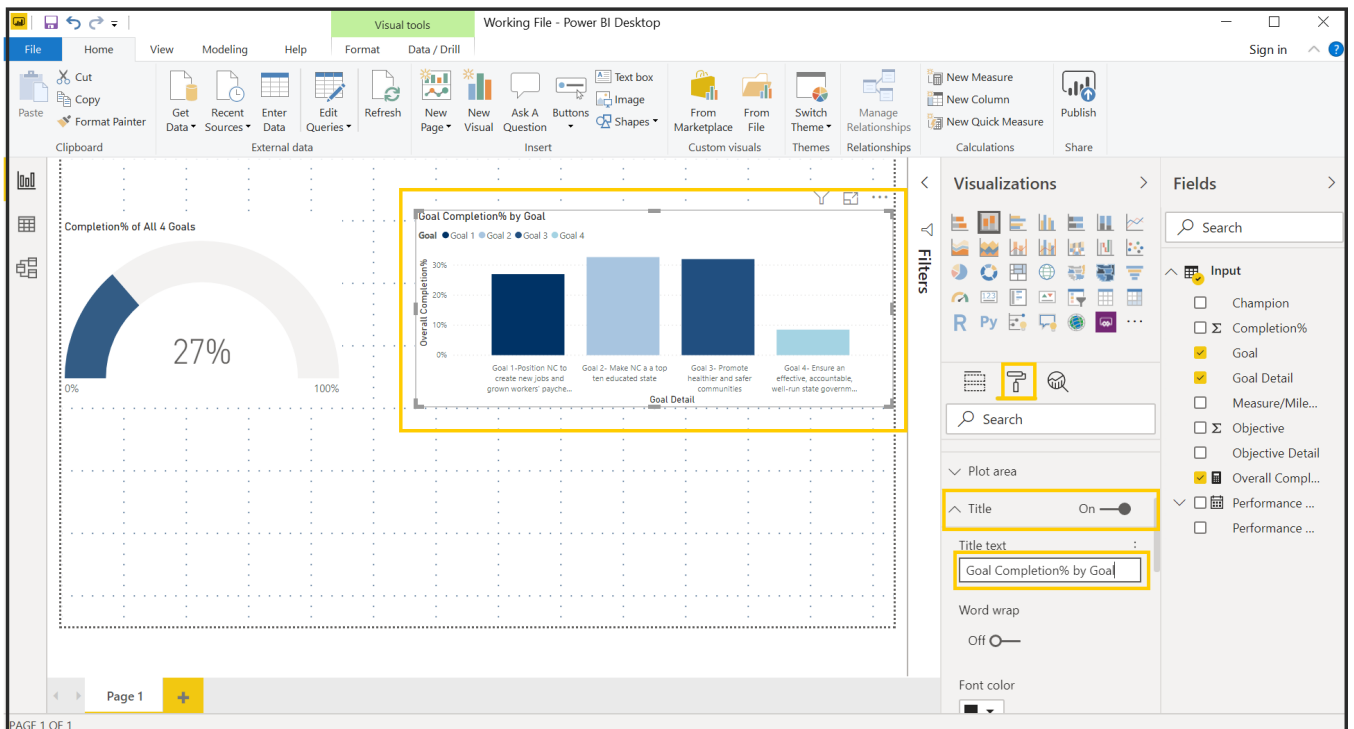 Visual tools
Working File - Power BI Desktop
File
Home
View
Modeling
Help
Format
Data / Drill
Sign in
?
Paste
Cut
Copy
Format Painter
Clipboard
Get Data
Recent Sources
Enter Data
Edit Queries
Refresh
External data
New Page
New Visual
Ask A Question
Buttons
Text box
Image
Shapes
Insert
From Marketplace
From File
Custom visuals
Switch Theme
Themes
Manage Relationships
Relationships
New Measure
New Column
New Quick Measure
Calculations
Publish
Share
Completion% of All 4 Goals
27%
0%
100%
Goal Completion% by Goal
Goal Goal 1 Goal 2 Goal 3 Goal 4
Overall Completion%
30%
20%
10%
0%
Goal 1-Position NC to
create new jobs and
grown workers' payche...
Goal 2- Make NC a a top
ten educated state
Goal 3- Promote
healthier and safer
communities
Goal 4- Ensure an
effective, accountable,
well-run state governm...
Goal Detail
Filters
Visualizations
123
R Py
Search
Plot area
Title On
Title text
Goal Completion% by Goal
Word wrap
Off
Font color
Fields
Search
Input
Champion
Σ Completion%
Goal
Goal Detail
Measure/Mile...
Σ Objective
Objective Detail
Overall Compl...
Performance ...
Performance ...
Page 1
+
PAGE 1 OF 1